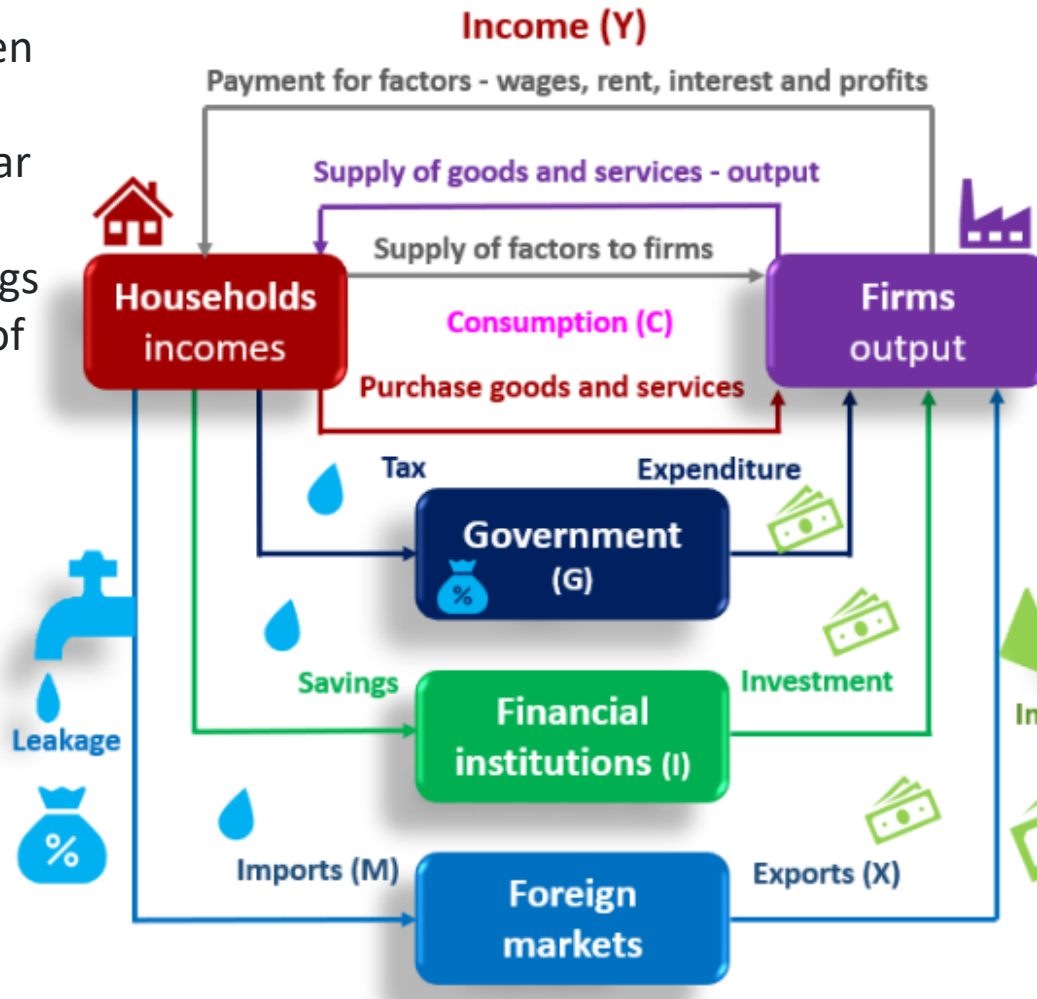 Income (Y)
Payment for factors - wages, rent, interest and profits
Supply of goods and services - output
Supply of factors to firms
Households
incomes
Firms
output
Consumption (C)
Purchase goods and services
Tax
Expenditure
Government
(G)
%
Savings
Investment
Financial
institutions (I)
Leakage
%
Imports (M)
Exports (X)
Foreign
markets